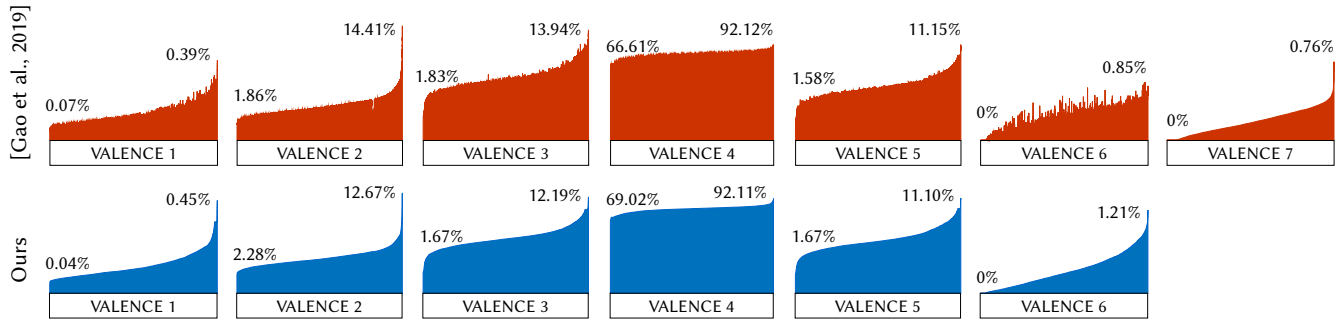 [Gao et al., 2019]
0.07%
0.39%
VALENCE 1
1.86%
14.41%
VALENCE 2
1.83%
13.94%
VALENCE 3
66.61%
92.12%
VALENCE 4
1.58%
11.15%
VALENCE 5
0%
0.85%
VALENCE 6
0%
0.76%
VALENCE 7
Ours
0.04%
0.45%
VALENCE 1
2.28%
12.67%
VALENCE 2
1.67%
12.19%
VALENCE 3
69.02%
92.11%
VALENCE 4
1.67%
11.10%
VALENCE 5
0%
1.21%
VALENCE 6